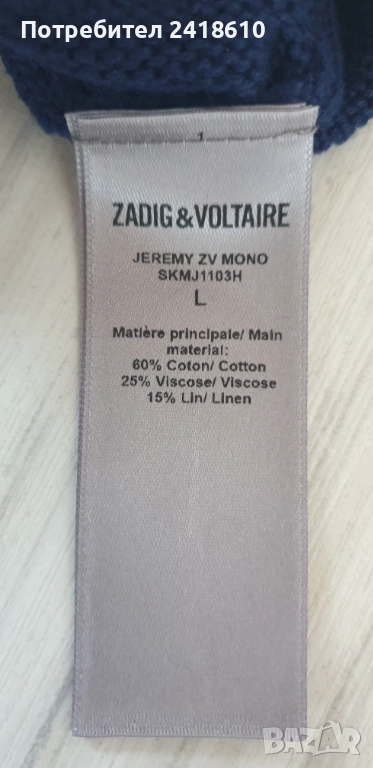 Потребител 2418610
1
ZADIG&VOLTAIRE
JEREMY ZV MONO
SKMJ1103H
L
Matière principale/ Main
material:
60% Coton/ Cotton
25% Viscose/ Viscose
15% Lin/ Linen
BAZAR